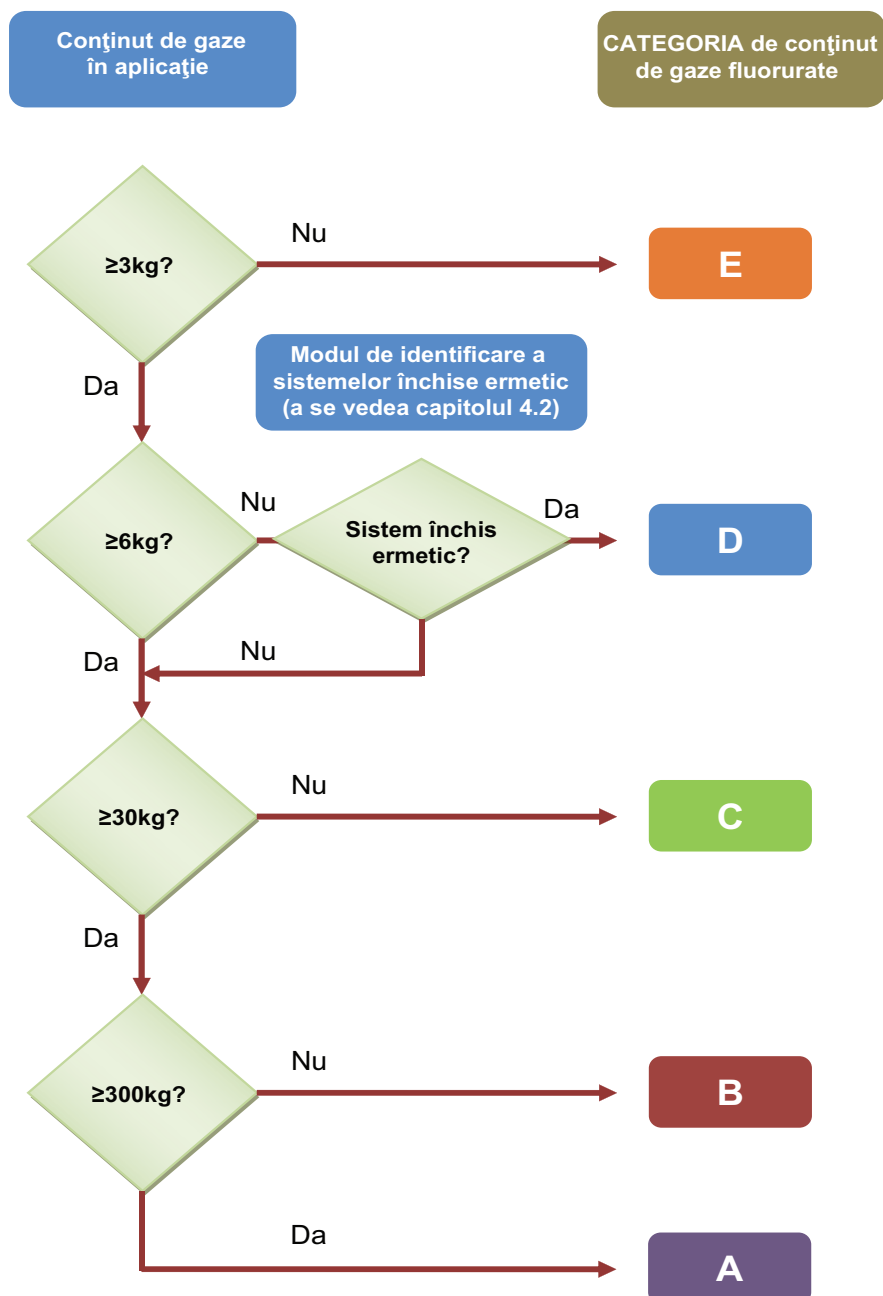 Conţinut de gaze
în aplicaţie
CATEGORIA de conţinut
de gaze fluorurate
≥3kg?
Nu
E
Da
Modul de identificare a
sistemelor închise ermetic
(a se vedea capitolul 4.2)
≥6kg?
Nu
Sistem închis
ermetic?
Da
D
Da
Nu
≥30kg?
Nu
C
Da
≥300kg?
Nu
B
Da
A